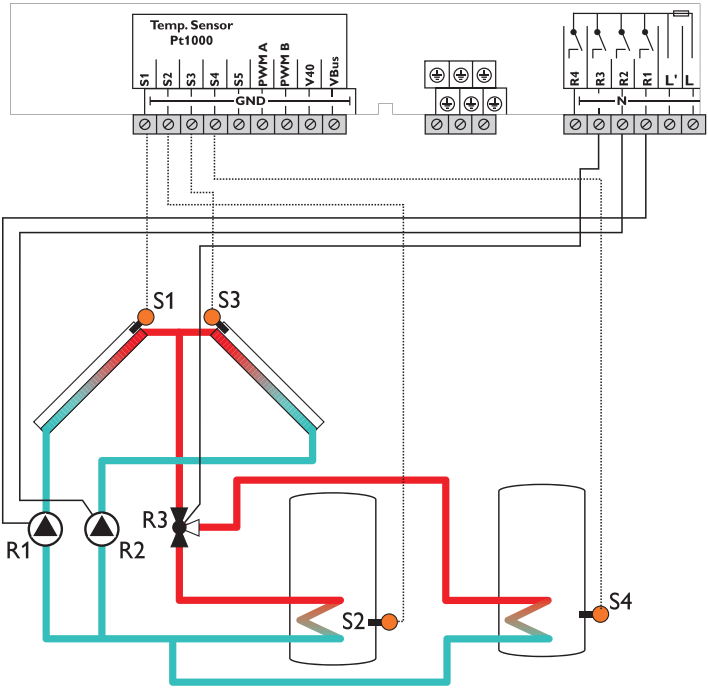 Temp. Sensor
Pt1000
S1 S2 S3 S4 S5 PWM A PWM B V40 VBus
R4 R3 R2 R1 L' L
GND
N
S1 S3
R3
R1 R2
S2 S4